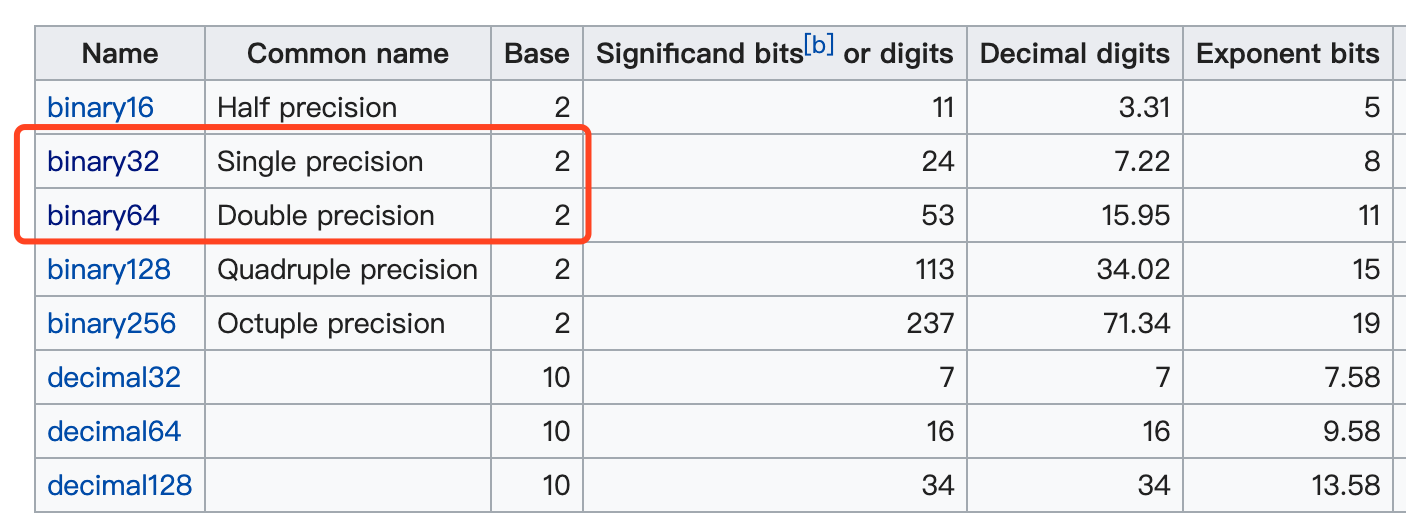 Name Common name Base Significand bits[b] or digits Decimal digits Exponent bits
binary16 Half precision 2 11 3.31 5
binary32 Single precision 2 24 7.22 8
binary64 Double precision 2 53 15.95 11
binary128 Quadruple precision 2 113 34.02 15
binary256 Octuple precision 2 237 71.34 19
decimal32 10 7 7 7.58
decimal64 10 16 16 9.58
decimal128 10 34 34 13.58